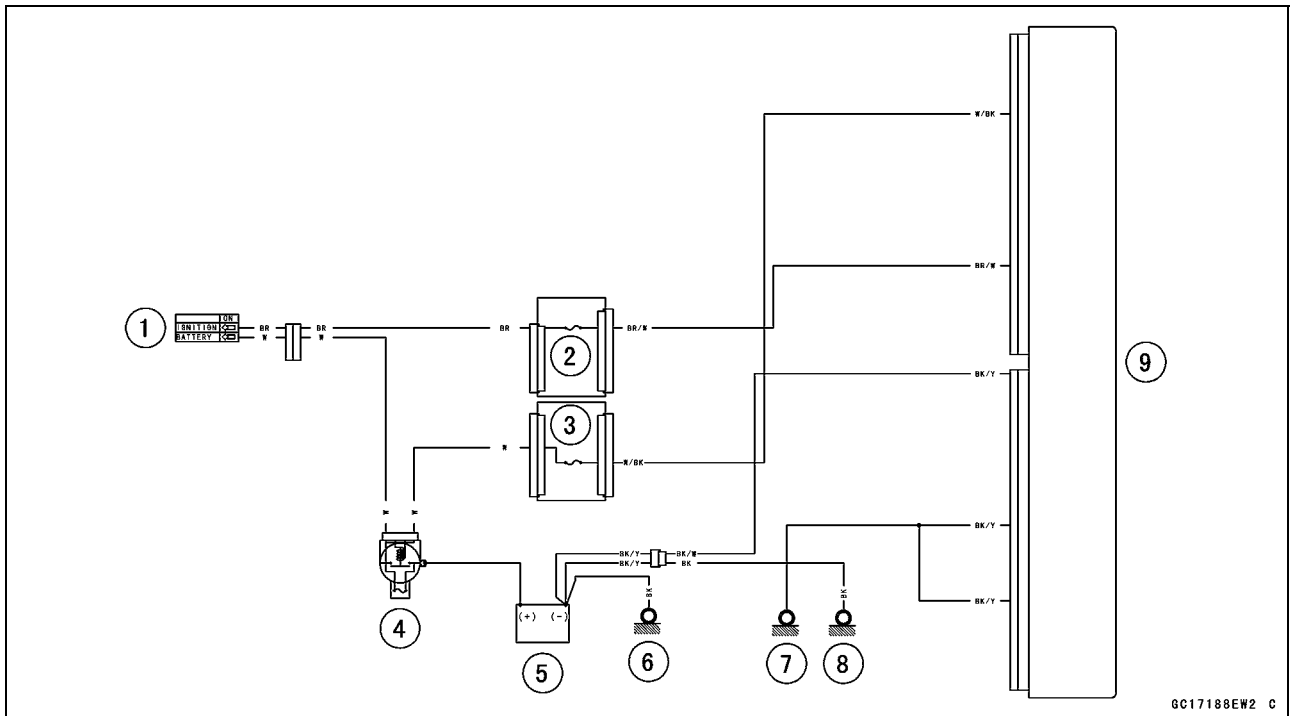 W/BK
BR/W
1
ON
IGNITION
BATTERY
BR
W
BR
W
BR
BR/W
2
BK/Y
9
3
W
W/BK
W
W
BK/Y
BK/Y
BK/W
BK
BK/Y
(+) (-)
BK
BK
BK/Y
4
5
6
7
8
GC17188EW2 C